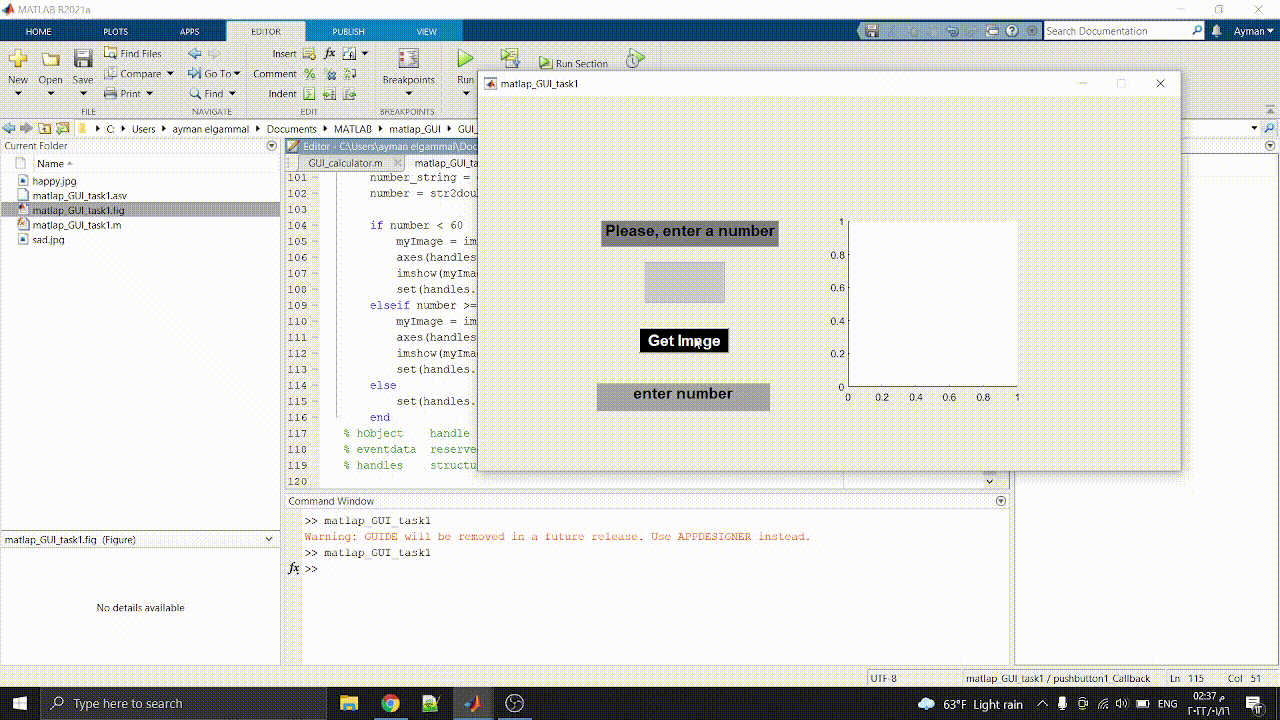 MATLAB R2021a
HOME PLOTS APPS EDITOR PUBLISH VIEW
Search Documentation
Ayman
New Open Save
Find Files
Compare
Print
FILE
Go To
Find
NAVIGATE
Insert
Comment
Indent
EDIT
Breakpoints
BREAKPOINTS
Run
Run Section
C: Users ayman elgammal Documents MATLAB matlap_GUI
Current Folder
Name
happy.jpg
matlap_GUI_task1.asv
matlap_GUI_task1.fig
matlap_GUI_task1.m
sad.jpg
matlap_GUI_task1.fig (Figure)
No details available
Editor - C:\Users\ayman elgammal\Doc
GUI_calculator.m matlap_GUI_ta
101 number_string =
102 number = str2dou
103
104 if number < 60
105 myImage = im
106 axes(handles
107 imshow(myIma
108 set(handles.
109 elseif number >=
110 myImage = im
111 axes(handles
112 imshow(myIma
113 set(handles.
114 else
115 set(handles.
116 end
117 % hObject handle
118 % eventdata reserve
119 % handles structu
120
matlap_GUI_task1
Please, enter a number
Get Image
enter number
1
0.8
0.6
0.4
0.2
0
0 0.2 0.4 0.6 0.8 1
Command Window
>> matlap_GUI_task1
Warning: GUIDE will be removed in a future release. Use APPDESIGNER instead.
>> matlap_GUI_task1
fx >>
UTF-8 matlap_GUI_task1 / pushbutton1_Callback Ln 115 Col 51
Type here to search
63°F Light rain
ENG
02:37 م